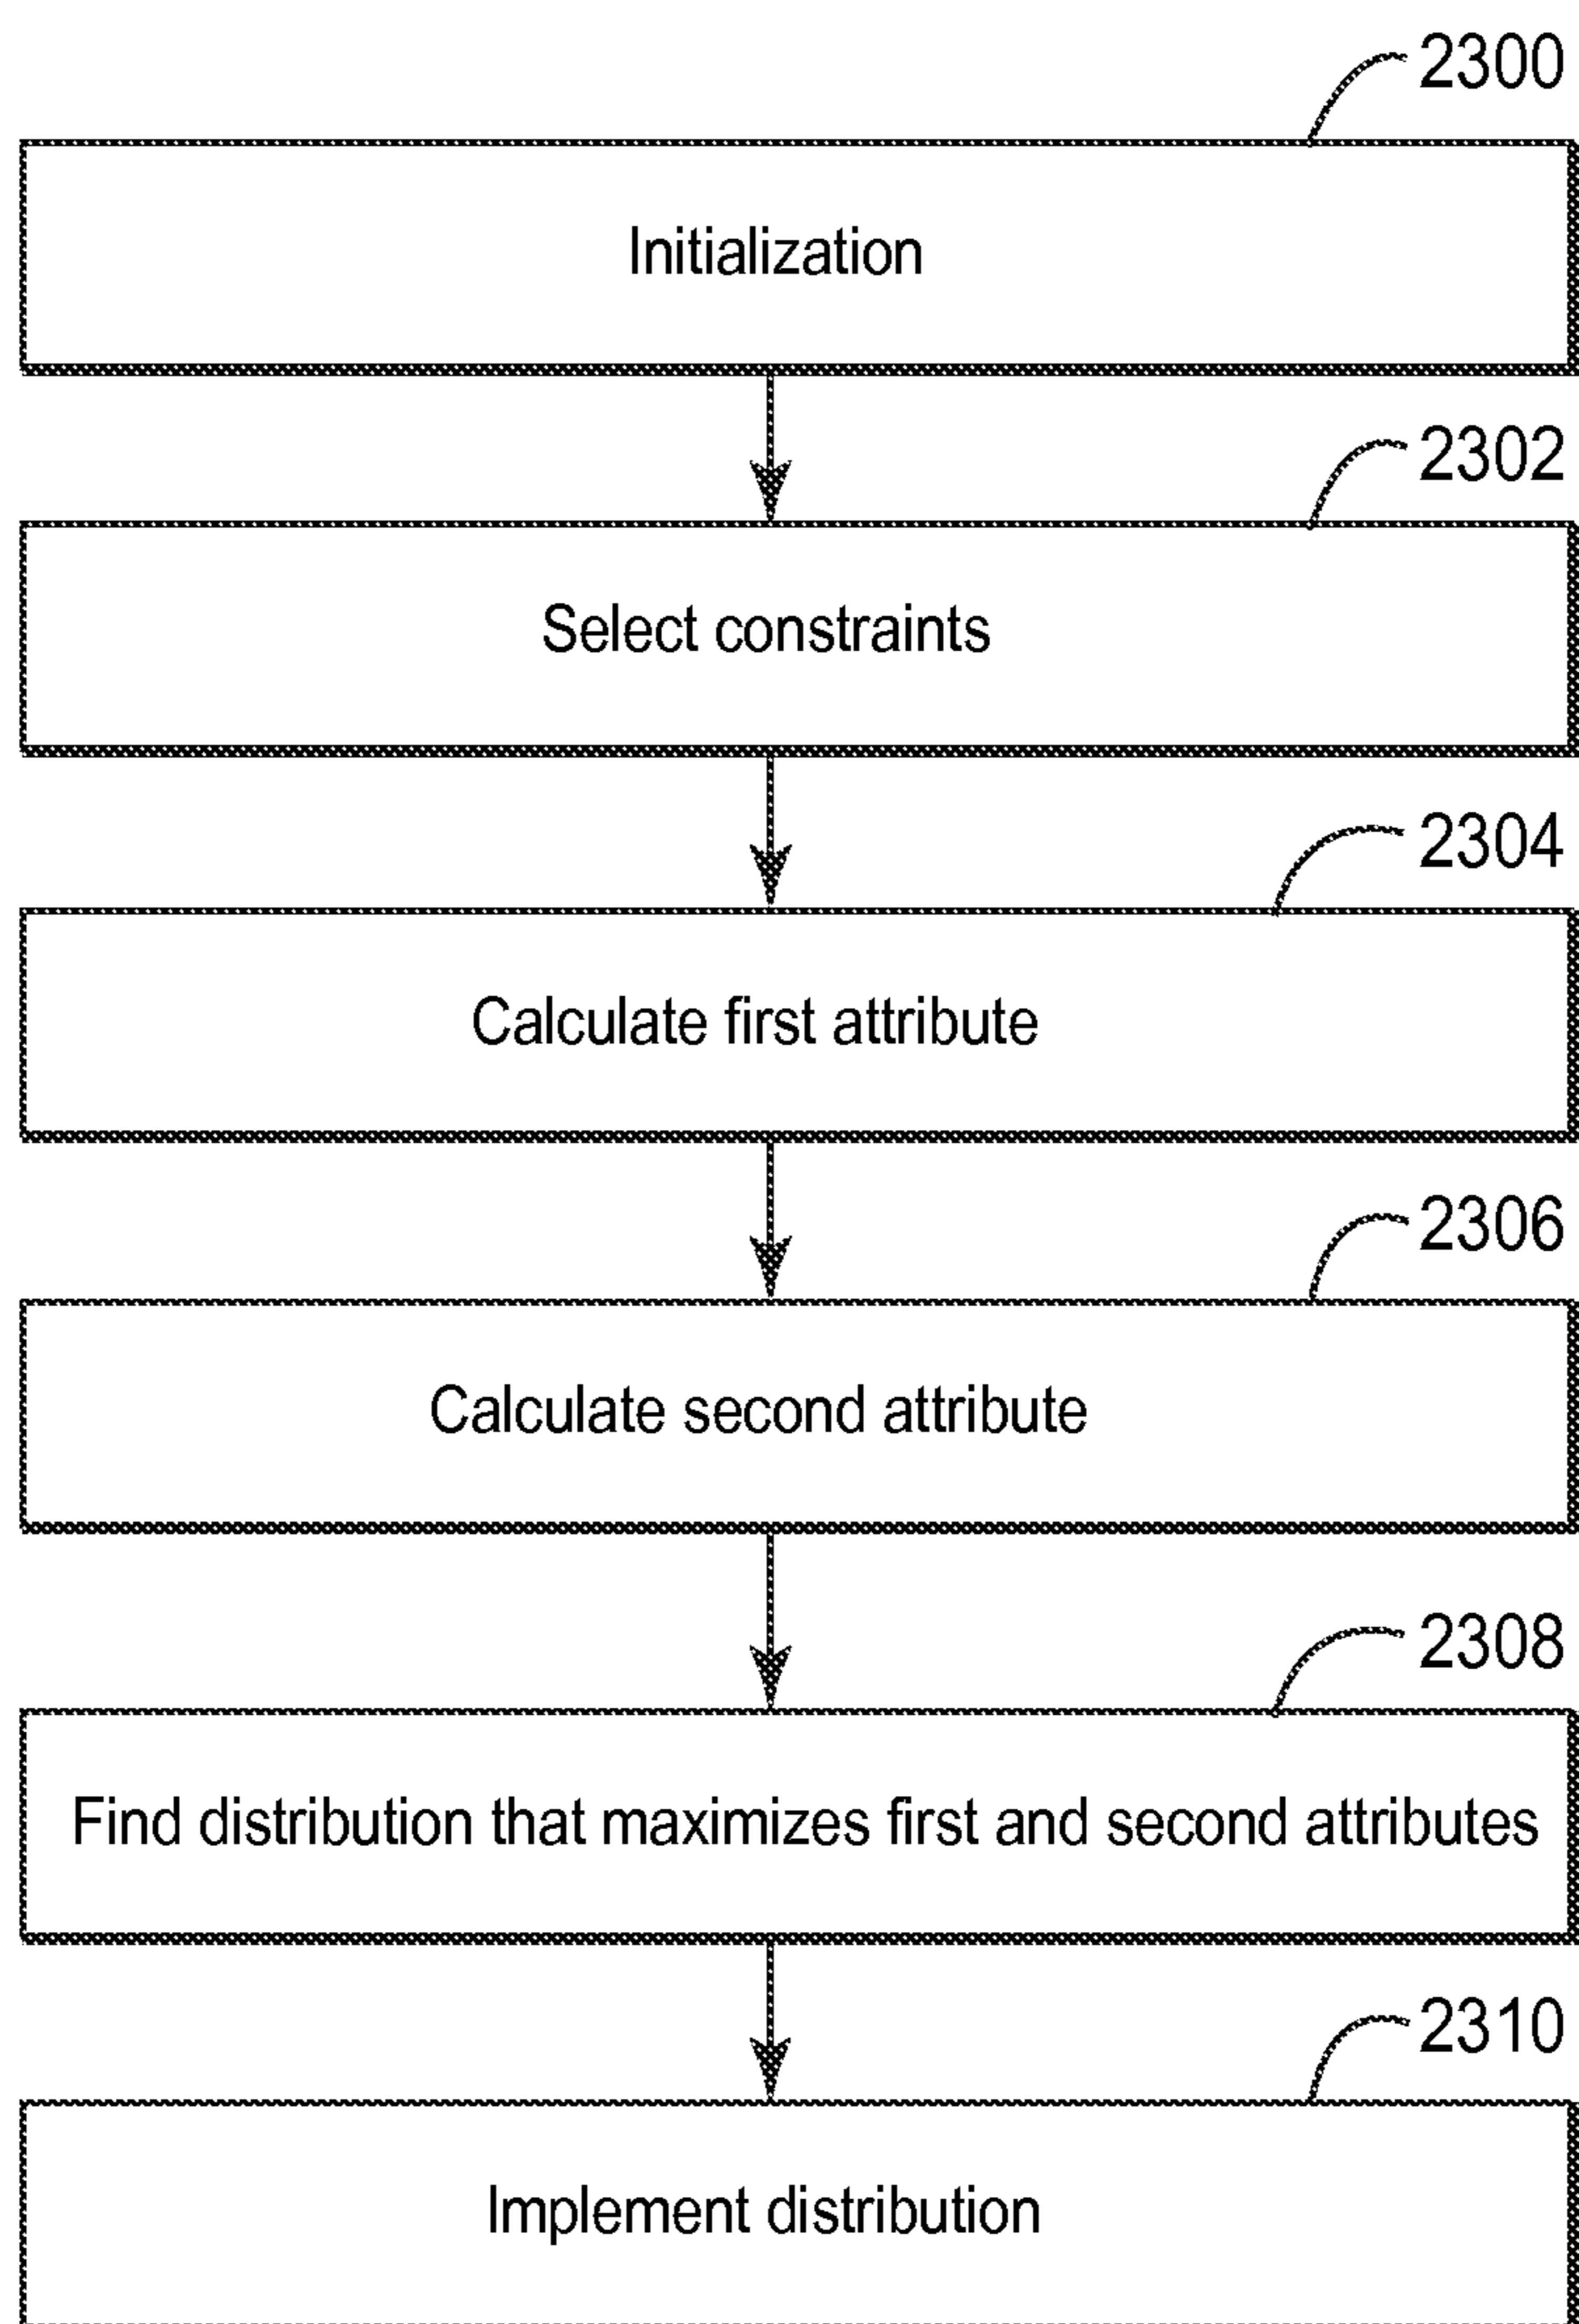 2300
Initialization
2302
Select constraints
2304
Calculate first attribute
2306
Calculate second attribute
2308
Find distribution that maximizes first and second attributes
2310
Implement distribution